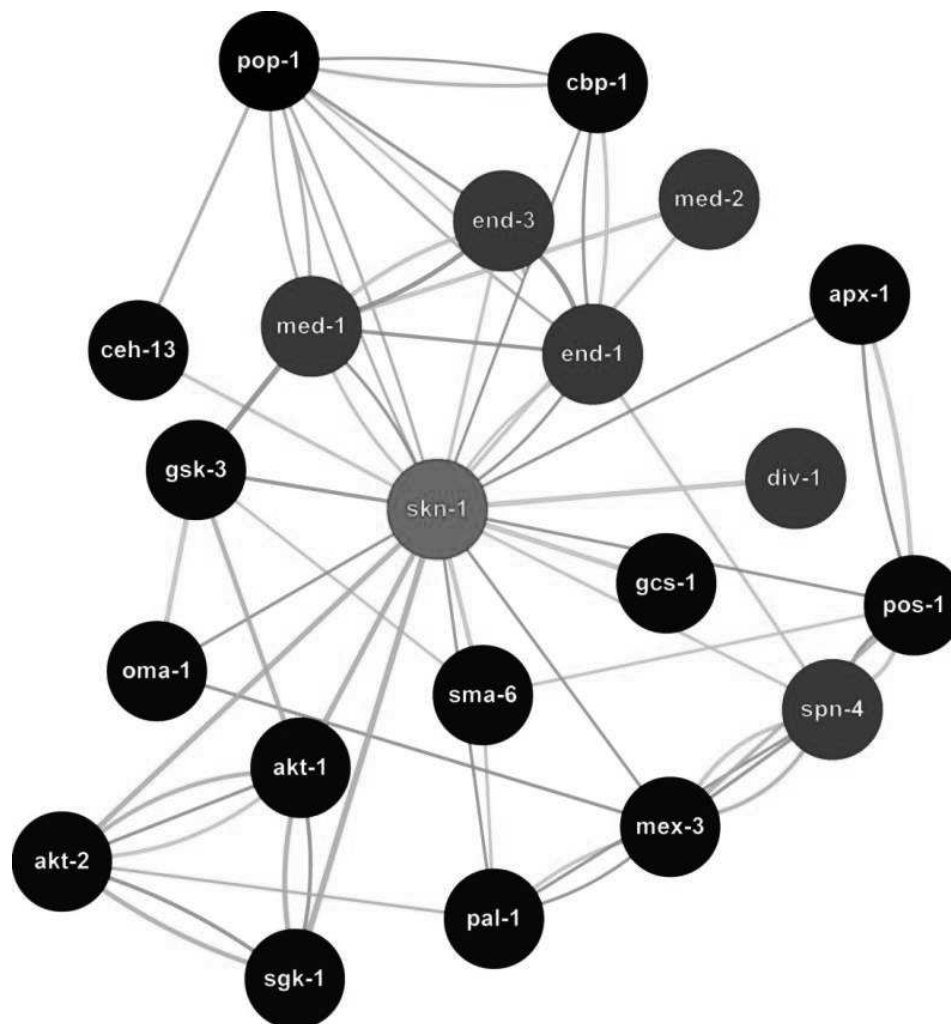 pop-1
cbp-1
med-2
end-3
apx-1
med-1
ceh-13
end-1
gsk-3
div-1
skn-1
gcs-1
pos-1
oma-1
sma-6
spn-4
akt-1
mex-3
akt-2
pal-1
sgk-1